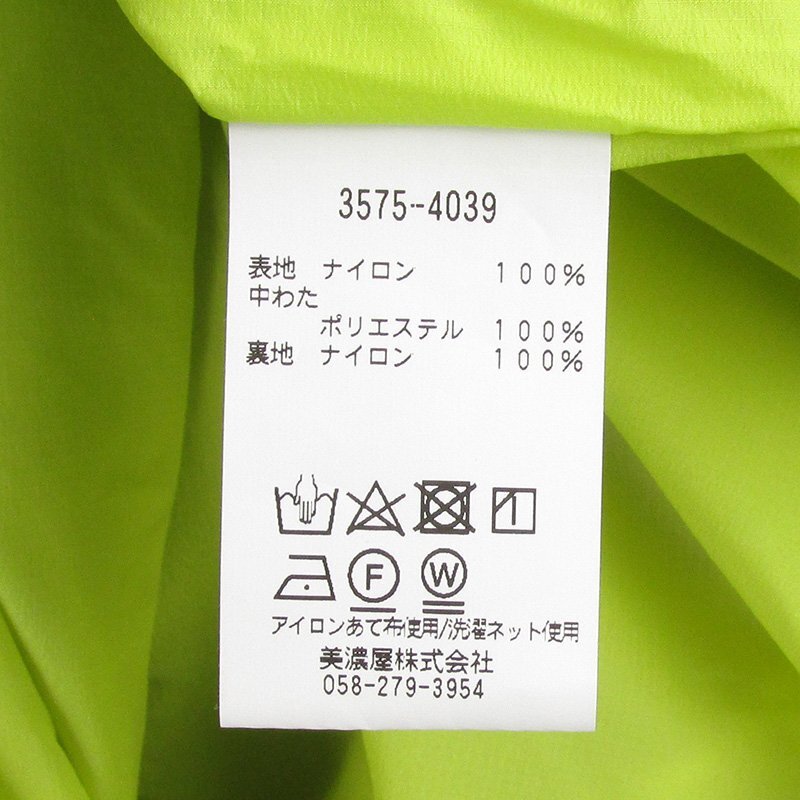 3575-4039
表地 ナイロン 100%
中わた
ポリエステル 100%
裏地 ナイロン 100%
F W
アイロンあて布使用/洗濯ネット使用
美濃屋株式会社
058-279-3954